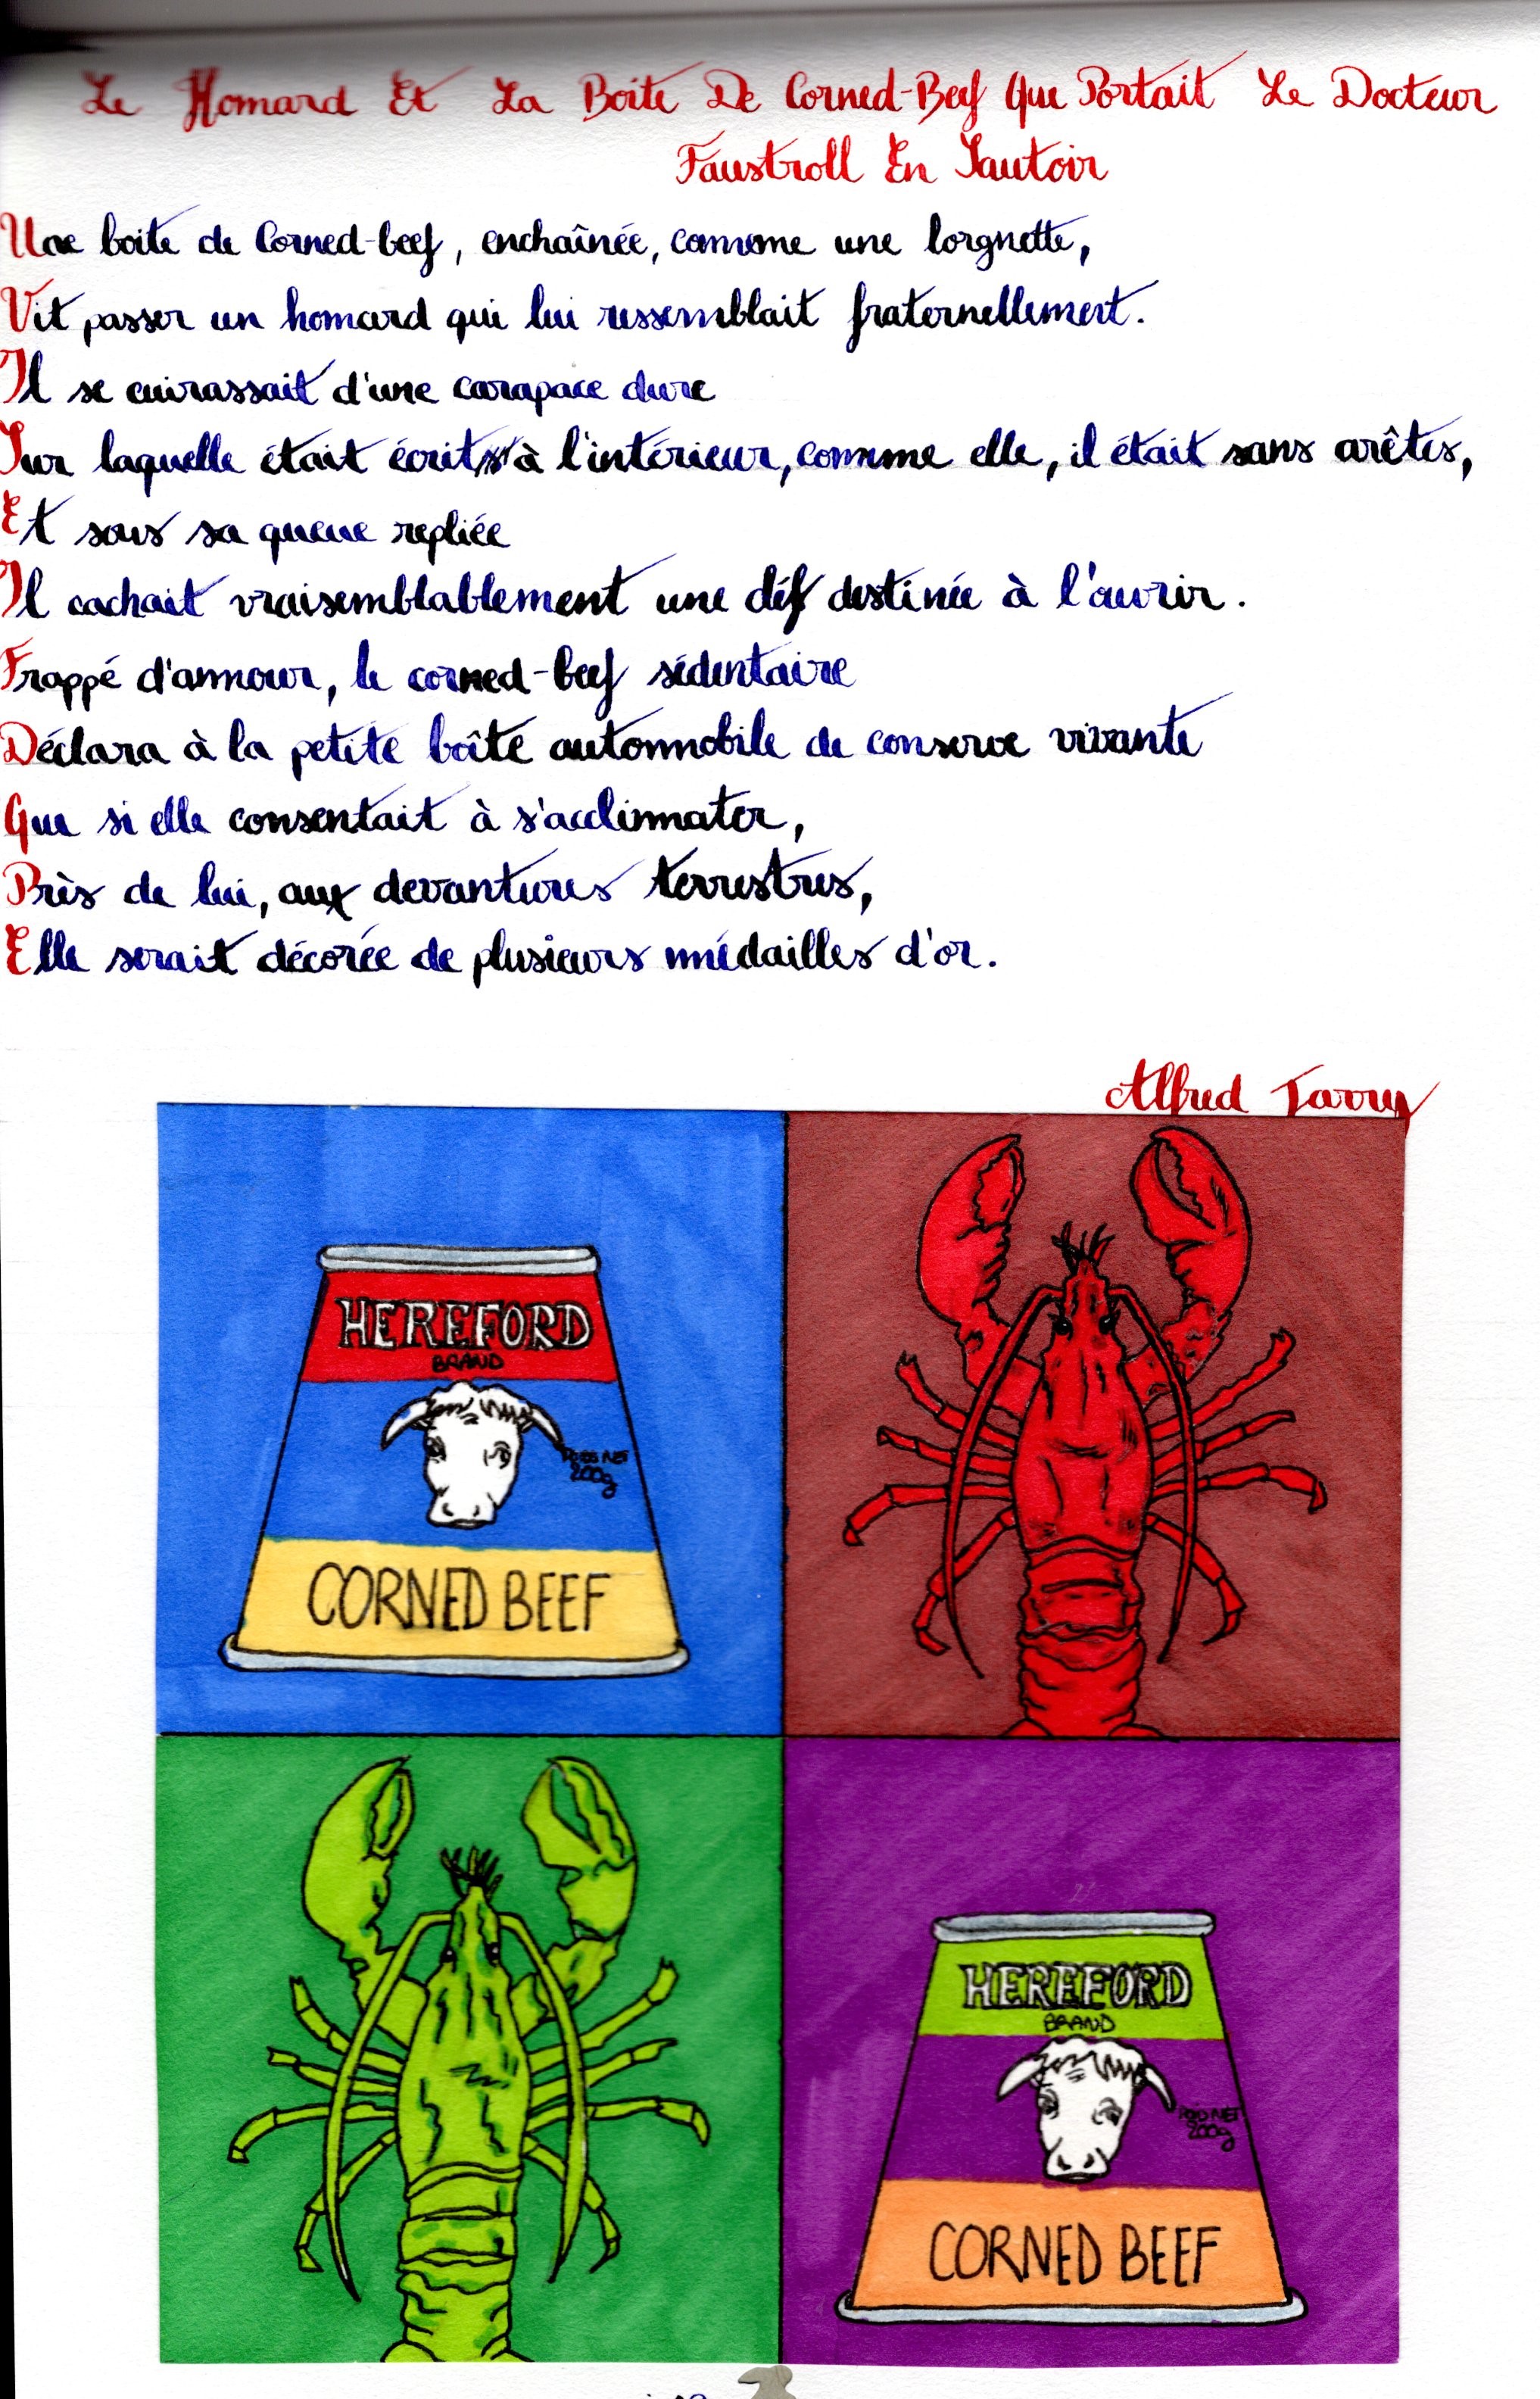 Le Homard Et La Boite De Corned-Beef Que Portait Le Docteur
Faustroll En Sautoir
Une boite de Corned-beef, enchaînée, comme une lorgnette,
Vit passer un homard qui lui ressemblait fraternellement.
Il se cuirassait d'une carapace dure
Sur laquelle était écrit à l'intérieur, comme elle, il était sans arêtes,
Et sous sa queue repliée
Il cachait vraisemblablement une déf destinée à l'ouvrir.
Frappé d'amour, le corned-beef sédentaire
Déclara à la petite boîte automobile de conserve vivante
Que si elle consentait à s'acclimater,
Près de lui, aux devantures terrestres,
Elle serait décorée de plusieurs médailles d'or.
Alfred Jarry
HEREFORD
BRAND
POIDS NET
200g
CORNED BEEF
HEREFORD
BRAND
POIDS NET
200g
CORNED BEEF